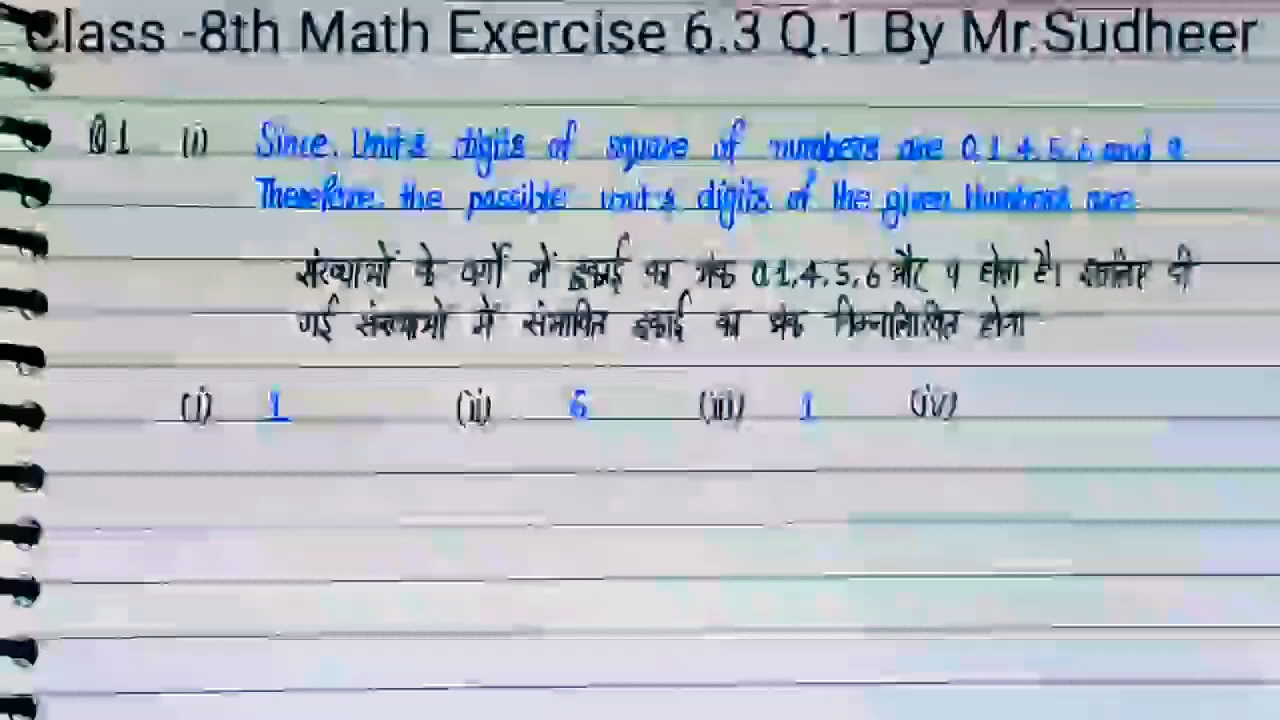 Class -8th Math Exercise 6.3 Q.1 By Mr.Sudheer
Q.1 (i) Since, Unit's digits of square of numbers are 0,1,4,5,6 and 9.
Therefore, the possible unit's digits of the given Numbers are
संख्याओं के वर्गों में इकाई का अंक 0,1,4,5,6 और 9 होता है। इसलिए दी
गई संख्याओं में संभावित इकाई का अंक निम्नलिखित होगा
(i) 1 (ii) 6 (iii) 1 (iv)